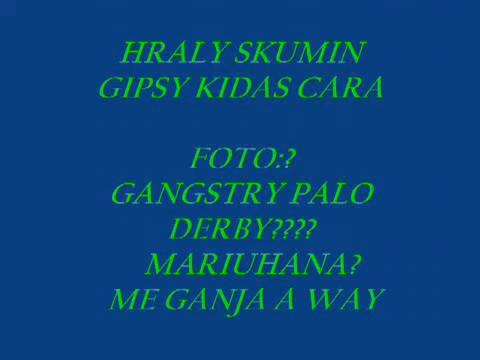 HRALY SKUMIN
GIPSY KIDAS CARA
FOTO:?
GANGSTRY PALO
DERBY????
MARIUHANA?
ME GANJA A WAY